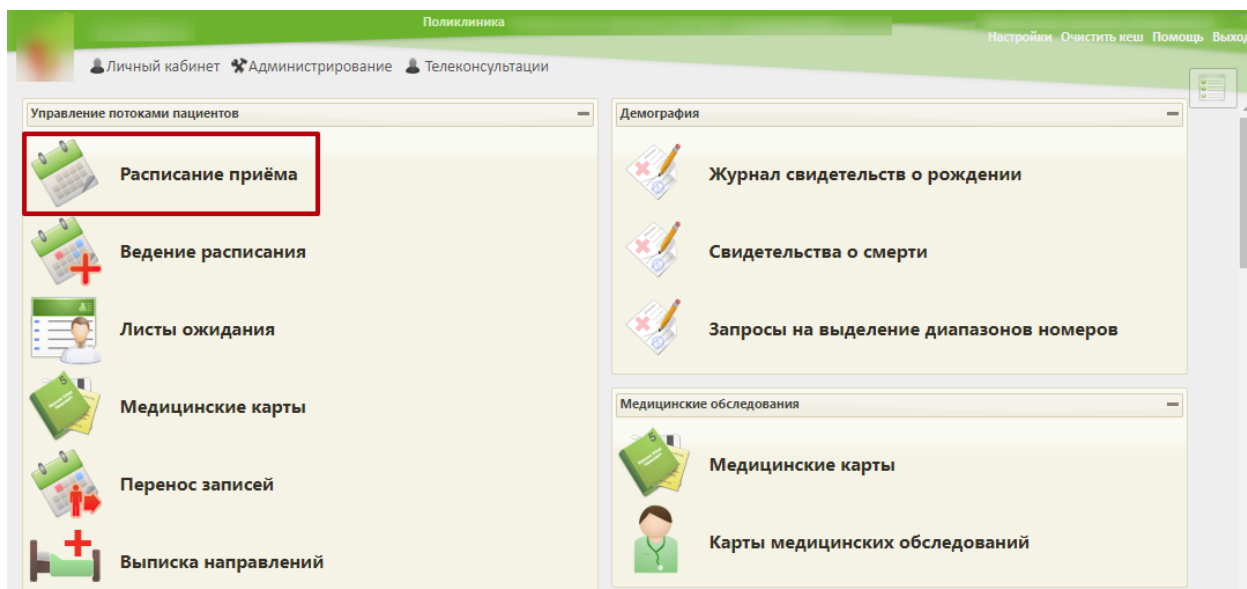 Поликлиника
Настройки Очистить кеш Помощь Выход
Личный кабинет Администрирование Телеконсультации
Управление потоками пациентов
Расписание приёма
Ведение расписания
Листы ожидания
Медицинские карты
Перенос записей
Выписка направлений
Демография
Журнал свидетельств о рождении
Свидетельства о смерти
Запросы на выделение диапазонов номеров
Медицинские обследования
Медицинские карты
Карты медицинских обследований